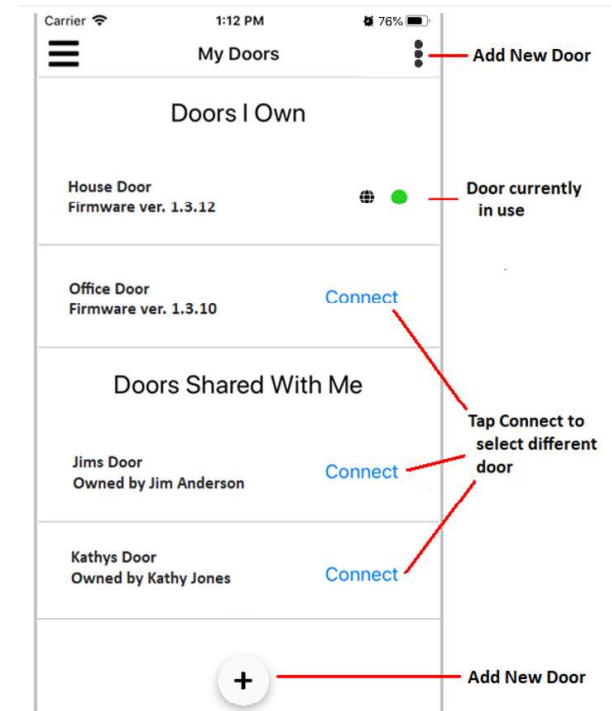 Carrier 1:12 PM 76%
My Doors
Add New Door
Doors I Own
House Door
Firmware ver. 1.3.12
Door currently
in use
Office Door
Firmware ver. 1.3.10
Connect
Doors Shared With Me
Tap Connect to
select different
door
Jims Door
Owned by Jim Anderson
Connect
Kathys Door
Owned by Kathy Jones
Connect
+
Add New Door